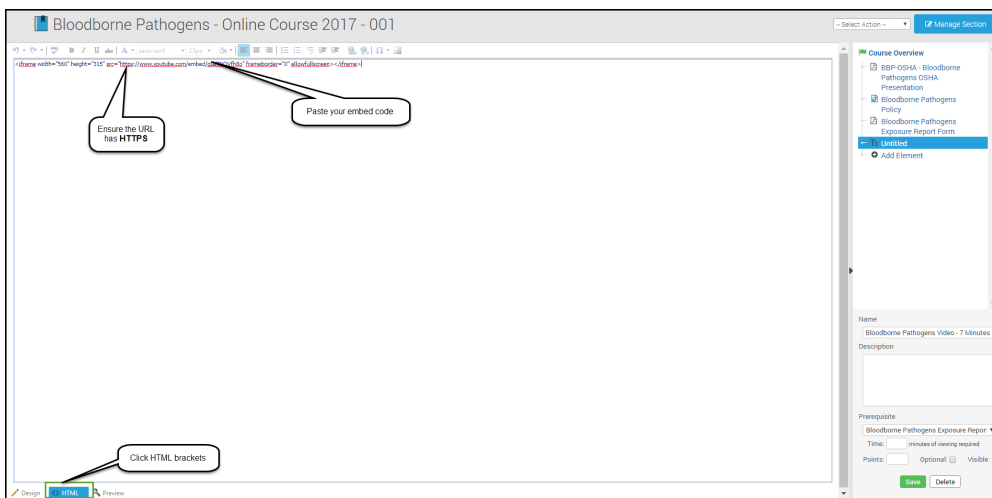 Bloodborne Pathogens - Online Course 2017 - 001
-- Select Action --
Manage Section
B I U abc A sans-serif 13px
<iframe width="560" height="315" src="https://www.youtube.com/embed/ frameborder="0" allowfullscreen></iframe>
Ensure the URL
has HTTPS
Paste your embed code
Click HTML brackets
Design
HTML
Preview
Course Overview
BBP-OSHA - Bloodborne
Pathogens OSHA
Presentation
Bloodborne Pathogens
Policy
Bloodborne Pathogens
Exposure Report Form
Untitled
Add Element
Name
Bloodborne Pathogens Video - 7 Minutes
Description
Prerequisite
Bloodborne Pathogens Exposure Repor
Time: minutes of viewing required
Points: Optional: Visible:
Save
Delete